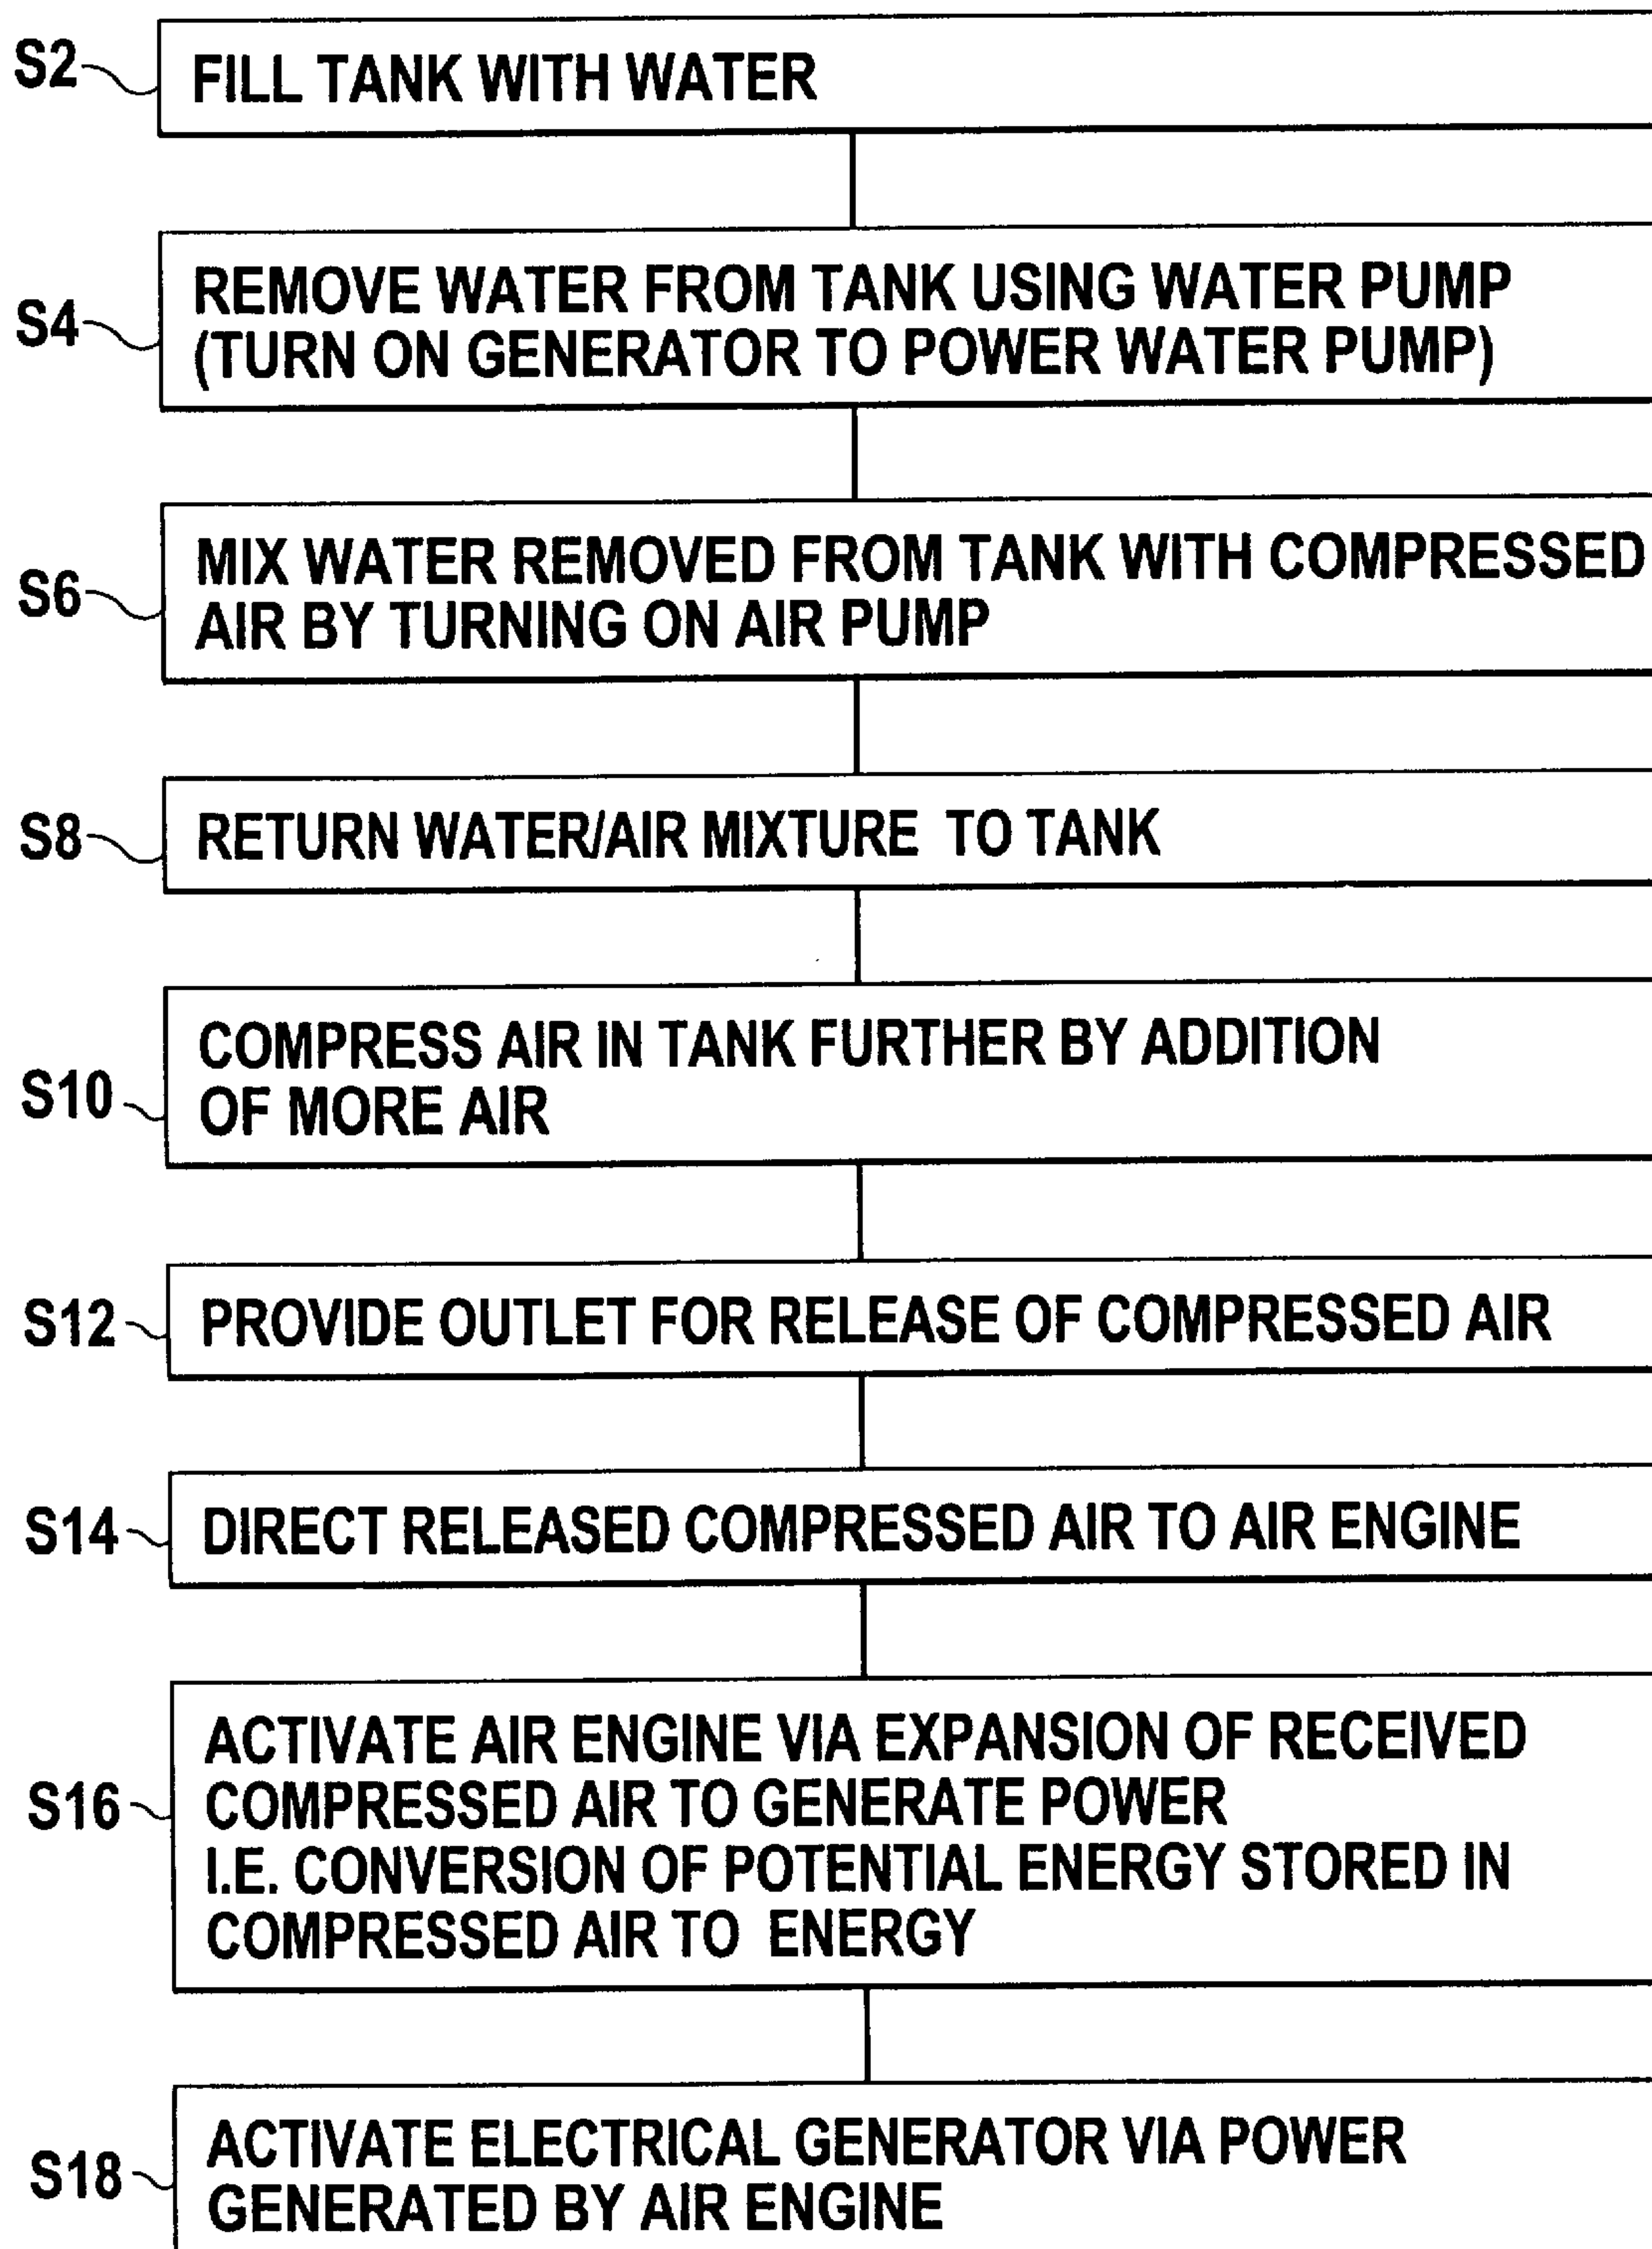 S2
FILL TANK WITH WATER
S4
REMOVE WATER FROM TANK USING WATER PUMP
(TURN ON GENERATOR TO POWER WATER PUMP)
S6
MIX WATER REMOVED FROM TANK WITH COMPRESSED
AIR BY TURNING ON AIR PUMP
S8
RETURN WATER/AIR MIXTURE TO TANK
S10
COMPRESS AIR IN TANK FURTHER BY ADDITION
OF MORE AIR
S12
PROVIDE OUTLET FOR RELEASE OF COMPRESSED AIR
S14
DIRECT RELEASED COMPRESSED AIR TO AIR ENGINE
S16
ACTIVATE AIR ENGINE VIA EXPANSION OF RECEIVED
COMPRESSED AIR TO GENERATE POWER
I.E. CONVERSION OF POTENTIAL ENERGY STORED IN
COMPRESSED AIR TO ENERGY
S18
ACTIVATE ELECTRICAL GENERATOR VIA POWER
GENERATED BY AIR ENGINE